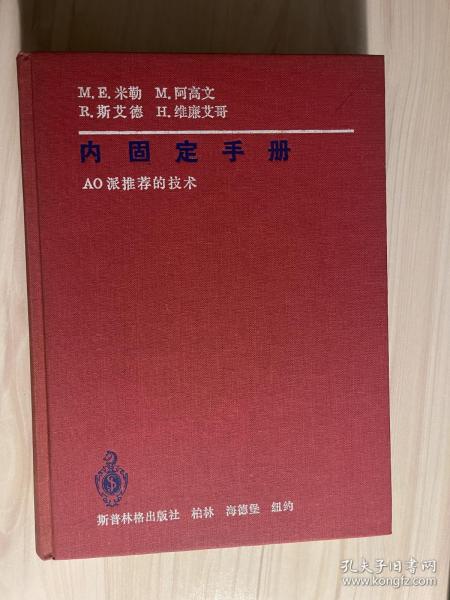 M. E. 米勒 M. 阿高文
R. 斯艾德 H. 维廉艾哥
内固定手册
AO 派推荐的技术
S
斯普林格出版社 柏林 海德堡 纽约
孔夫子旧书网
www.kongfz.com